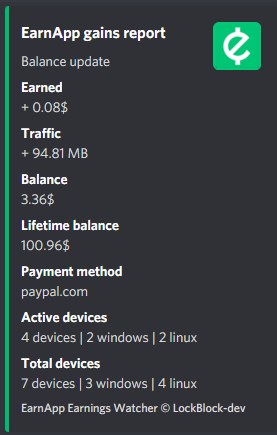 EarnApp gains report
Balance update
Earned
+ 0.08$
Traffic
+ 94.81 MB
Balance
3.36$
Lifetime balance
100.96$
Payment method
paypal.com
Active devices
4 devices | 2 windows | 2 linux
Total devices
7 devices | 3 windows | 4 linux
EarnApp Earnings Watcher © LockBlock-dev